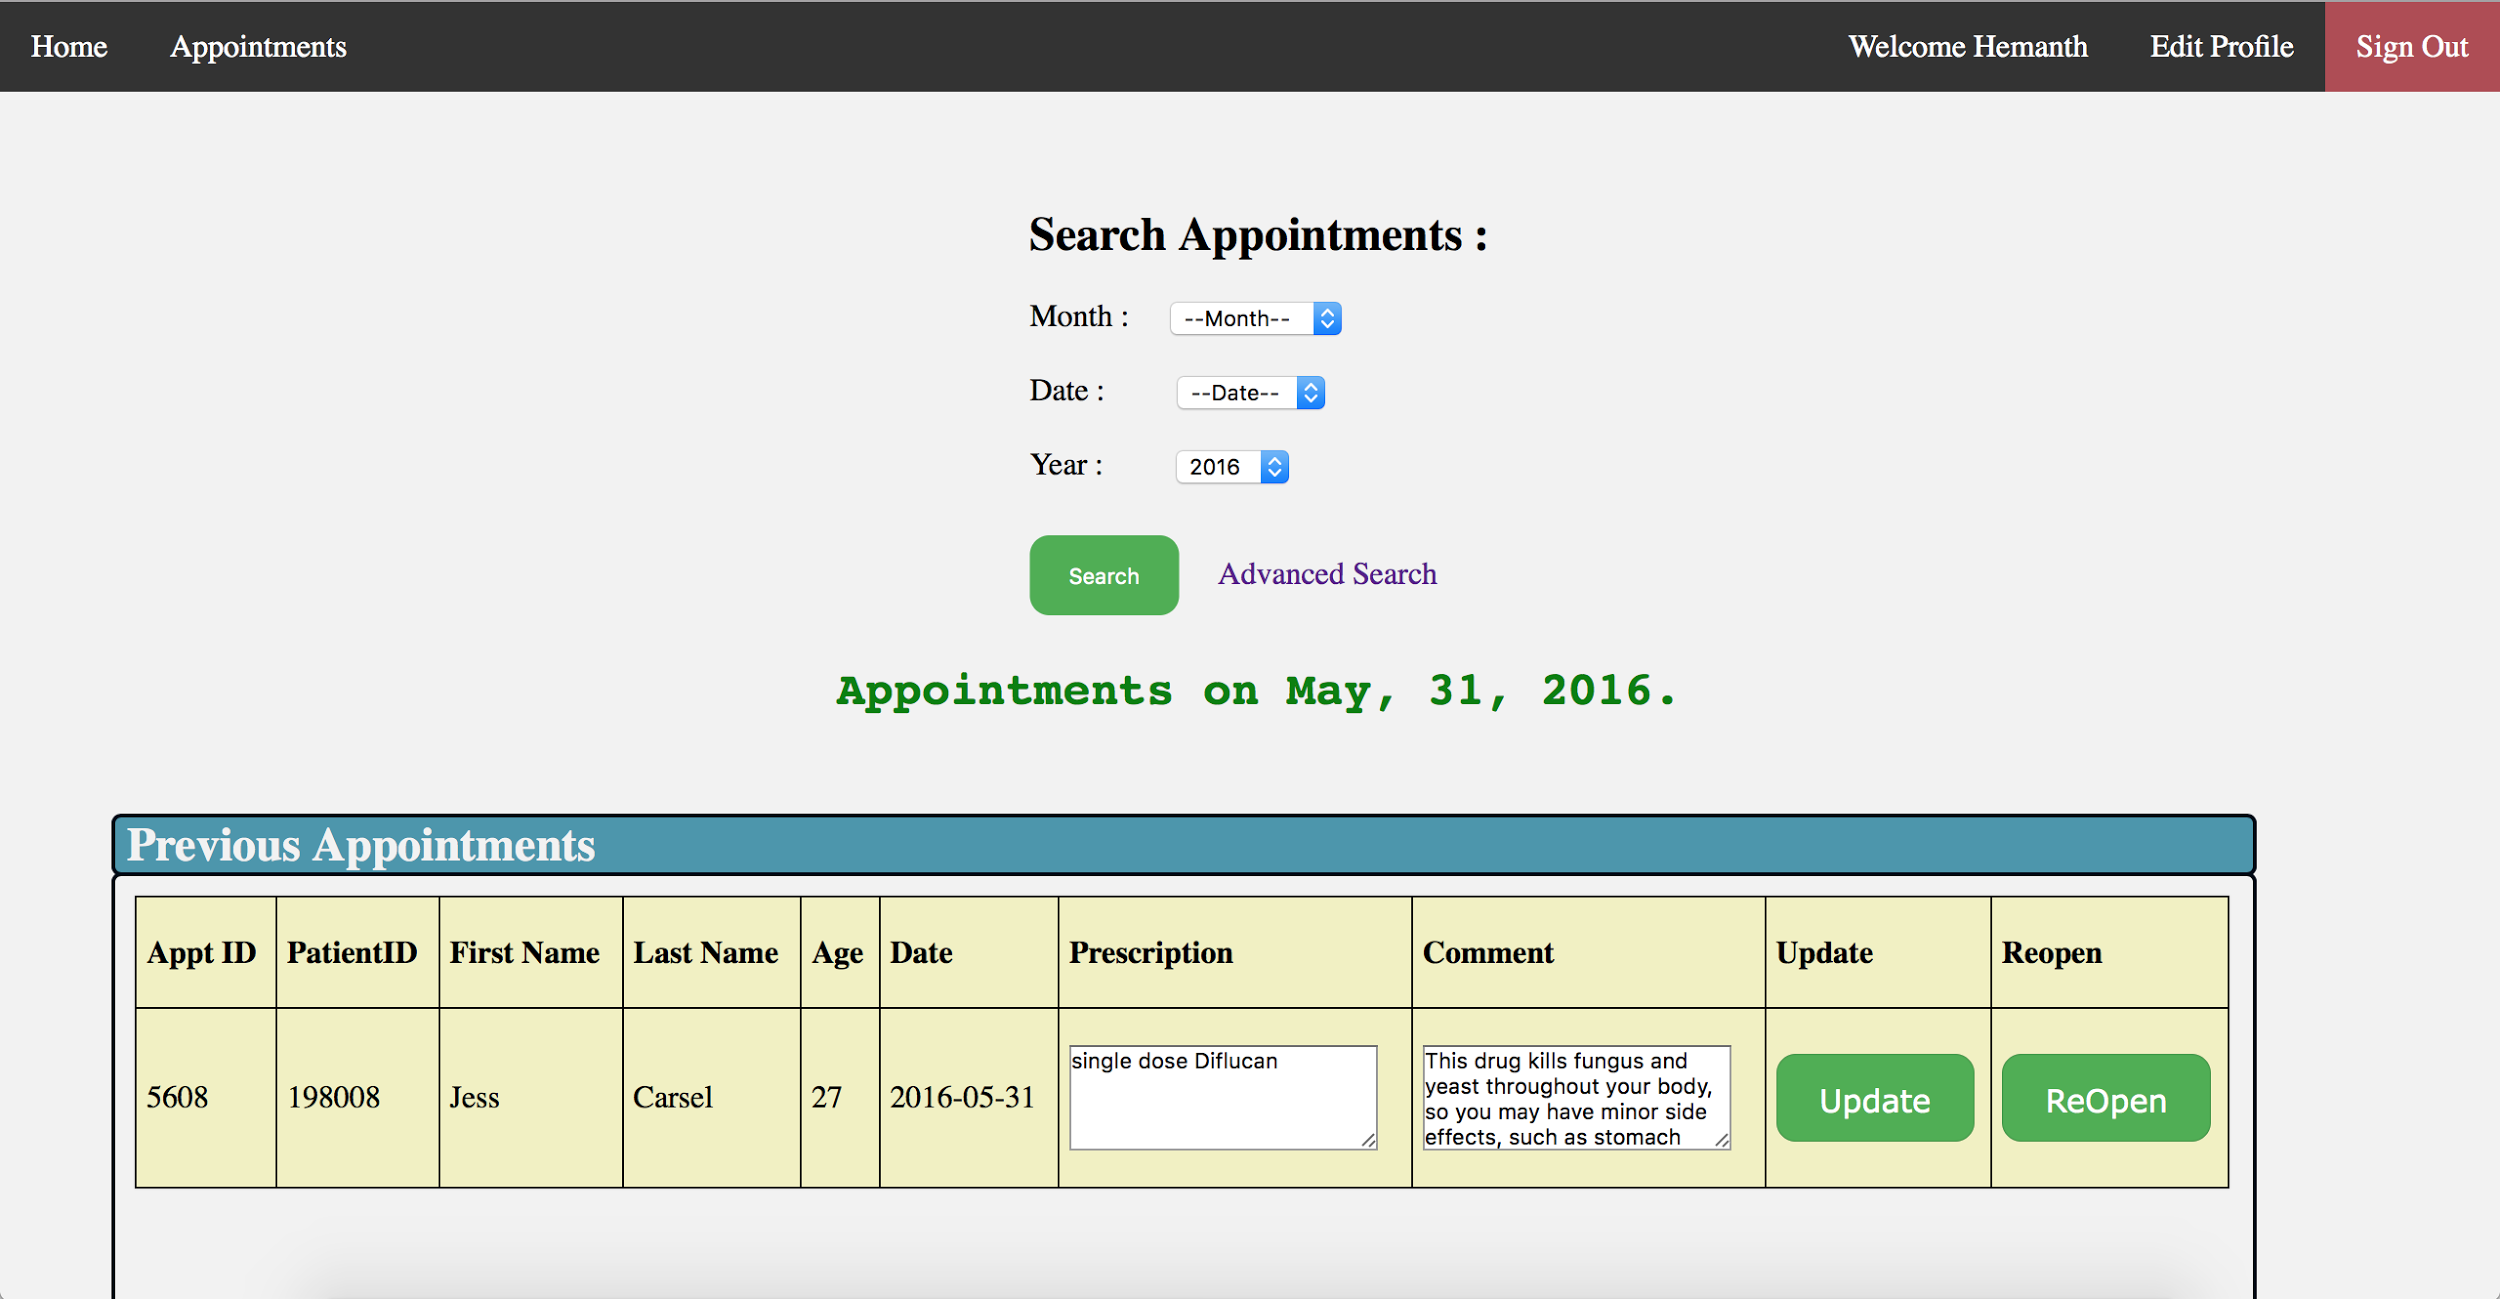 Home Appointments Welcome Hemanth Edit Profile Sign Out
Search Appointments :
Month : --Month--
Date : --Date--
Year : 2016
Search Advanced Search
Appointments on May, 31, 2016.
Previous Appointments
Appt ID PatientID First Name Last Name Age Date Prescription Comment Update Reopen
5608 198008 Jess Carsel 27 2016-05-31 single dose Diflucan
This drug kills fungus and
yeast throughout your body,
so you may have minor side
effects, such as stomach
Update ReOpen